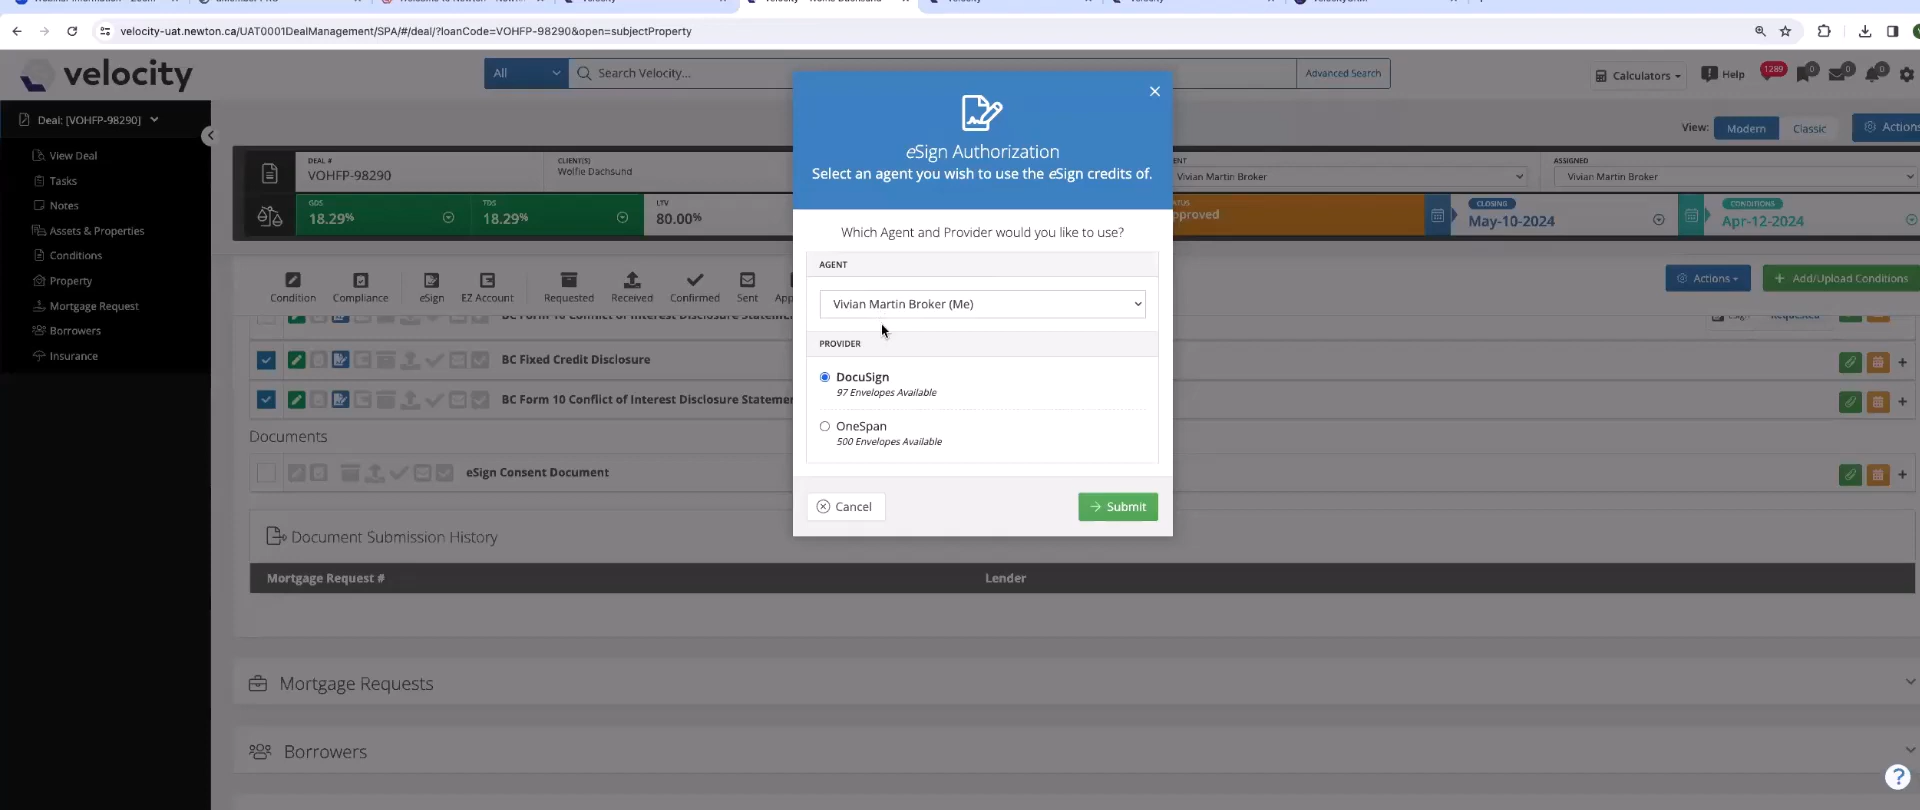 velocity-uat.newton.ca/UAT0001DealManagement/SPA/#/deal/?loanCode=VOHFP-98290&open=subjectProperty
velocity
All
Search Velocity...
Advanced Search
Calculators
Help
1289
0
0
0
Deal: [VOHFP-98290]
View Deal
Tasks
Notes
Assets & Properties
Conditions
Property
Mortgage Request
Borrowers
Insurance
View:
Modern
Classic
Actions
DEAL #
VOHFP-98290
CLIENT(S)
Wolfie Dachsund
Vivian Martin Broker
ASSIGNED
Vivian Martin Broker
GDS
18.29%
TDS
18.29%
LTV
80.00%
CLOSING
May-10-2024
CONDITIONS
Apr-12-2024
Condition
Compliance
eSign
EZ Account
Requested
Received
Confirmed
Sent
Actions
+ Add/Upload Conditions
BC Form 10 Conflict of Interest Disclosure Stateme
eSign
Requested
BC Fixed Credit Disclosure
BC Form 10 Conflict of Interest Disclosure Stateme
Documents
eSign Consent Document
Document Submission History
Mortgage Request #
Lender
Mortgage Requests
Borrowers
eSign Authorization
Select an agent you wish to use the eSign credits of.
Which Agent and Provider would you like to use?
AGENT
Vivian Martin Broker (Me)
PROVIDER
DocuSign
97 Envelopes Available
OneSpan
500 Envelopes Available
Cancel
Submit